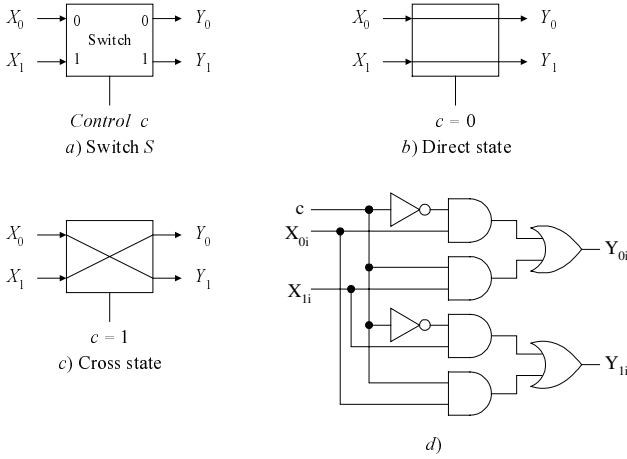 X0 0 0 Y0
Switch
X1 1 1 Y1
Control c
a) Switch S
X0 Y0
X1 Y1
c = 0
b) Direct state
X0 Y0
X1 Y1
c = 1
c) Cross state
c
X0i
X1i
Y0i
Y1i
d)